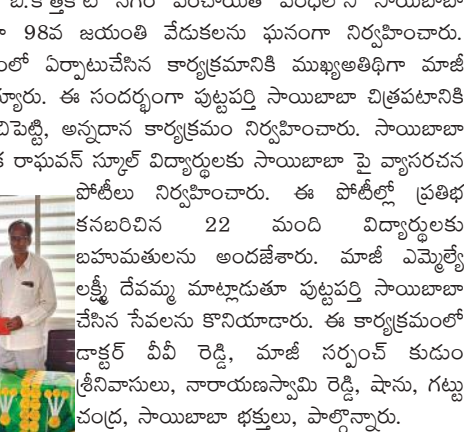 బి.కొత్తకోట నగర పంచాయతీ పరిధిలోని సాయిబాబా
98వ జయంతి వేడుకలను ఘనంగా నిర్వహించారు.
ఏర్పాటుచేసిన కార్యక్రమానికి ముఖ్యఅతిథిగా మాజీ
ఈ సందర్భంగా పుట్టపర్తి సాయిబాబా చిత్రపటానికి
అన్నదాన కార్యక్రమం నిర్వహించారు. సాయిబాబా
రాఘవన్ స్కూల్ విద్యార్థులకు సాయిబాబా పై వ్యాసరచన
పోటీలు నిర్వహించారు. ఈ పోటీల్లో ప్రతిభ
కనబరిచిన 22 మంది విద్యార్థులకు
బహుమతులను అందజేశారు. మాజీ ఎమ్మెల్యే
లక్ష్మీ దేవమ్మ మాట్లాడుతూ పుట్టపర్తి సాయిబాబా
చేసిన సేవలను కొనియాడారు. ఈ కార్యక్రమంలో
డాక్టర్ వీవీ రెడ్డి, మాజీ సర్పంచ్ కుడుం
శ్రీనివాసులు, నారాయణస్వామి రెడ్డి, షాను, గట్టు
చంద్ర, సాయిబాబా భక్తులు, పాల్గొన్నారు.